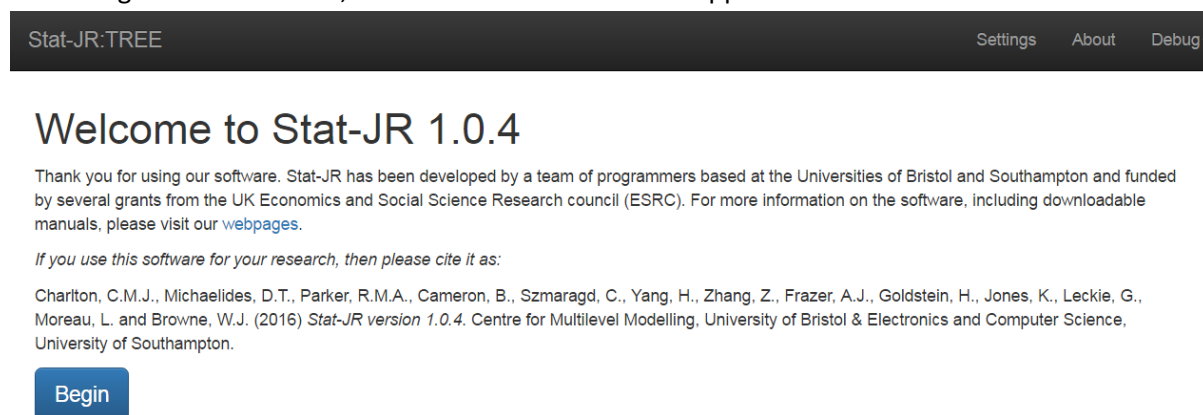 Stat-JR:TREE Settings About Debug
Welcome to Stat-JR 1.0.4
Thank you for using our software. Stat-JR has been developed by a team of programmers based at the Universities of Bristol and Southampton and funded
by several grants from the UK Economics and Social Science Research council (ESRC). For more information on the software, including downloadable
manuals, please visit our webpages.
If you use this software for your research, then please cite it as:
Charlton, C.M.J., Michaelides, D.T., Parker, R.M.A., Cameron, B., Szmaragd, C., Yang, H., Zhang, Z., Frazer, A.J., Goldstein, H., Jones, K., Leckie, G.,
Moreau, L. and Browne, W.J. (2016) Stat-JR version 1.0.4. Centre for Multilevel Modelling, University of Bristol & Electronics and Computer Science,
University of Southampton.
Begin